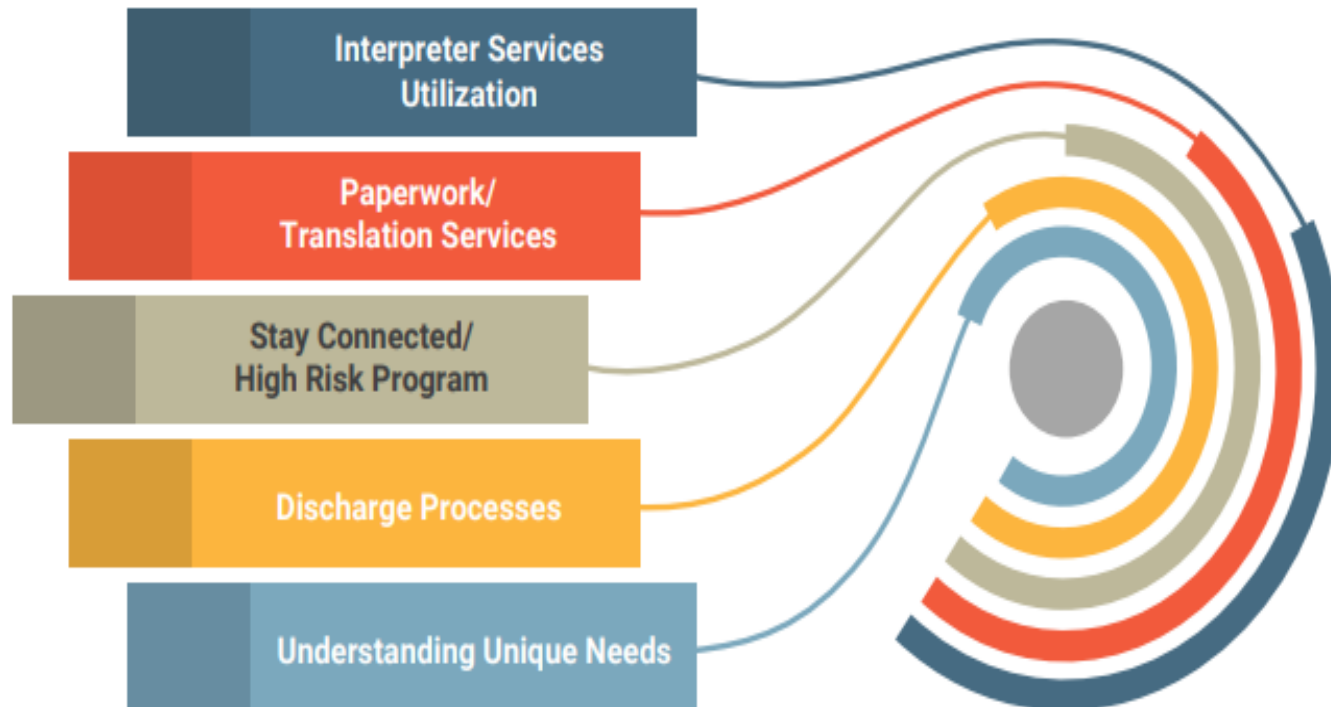 Interpreter Services
Utilization
Paperwork/
Translation Services
Stay Connected/
High Risk Program
Discharge Processes
Understanding Unique Needs